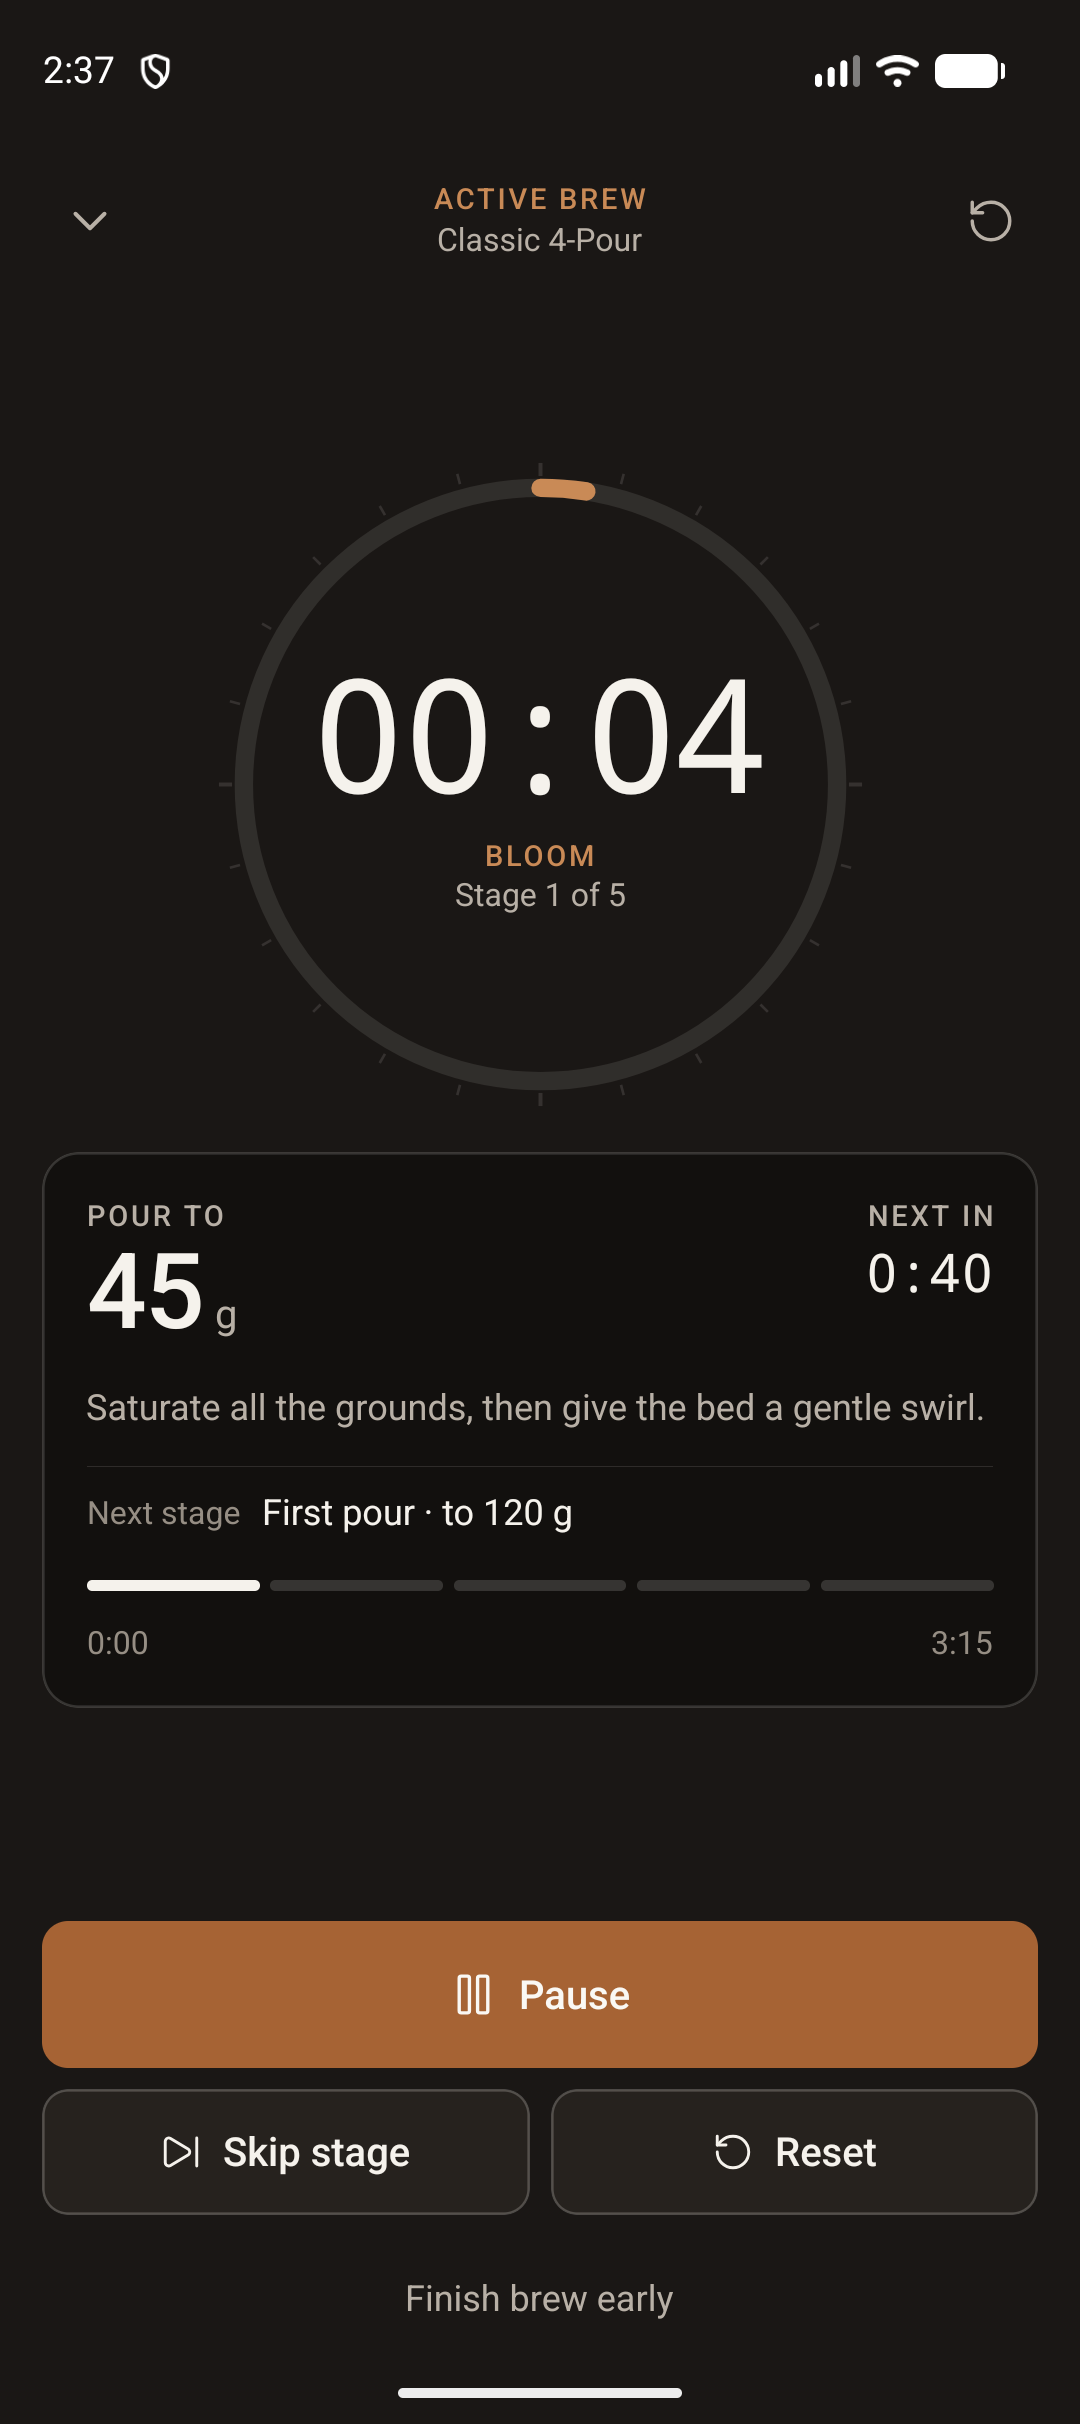 2:37
ACTIVE BREW
Classic 4-Pour
00:04
BLOOM
Stage 1 of 5
POUR TO
NEXT IN
45 g
0:40
Saturate all the grounds, then give the bed a gentle swirl.
Next stage First pour · to 120 g
0:00
3:15
Pause
Skip stage
Reset
Finish brew early